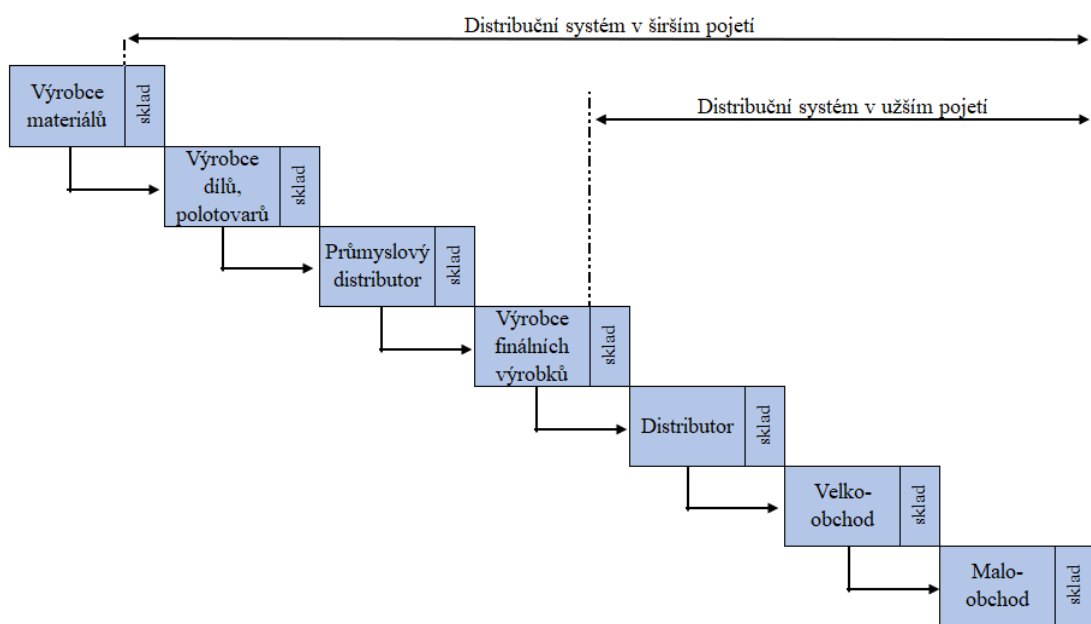 Distribuční systém v širším pojetí
Výrobce
materiálů
sklad
Distribuční systém v užším pojetí
Výrobce
dílů,
polotovarů
sklad
Průmyslový
distributor
sklad
Výrobce
finálních
výrobků
sklad
Distributor
sklad
Velko-
obchod
sklad
Malo-
obchod
sklad